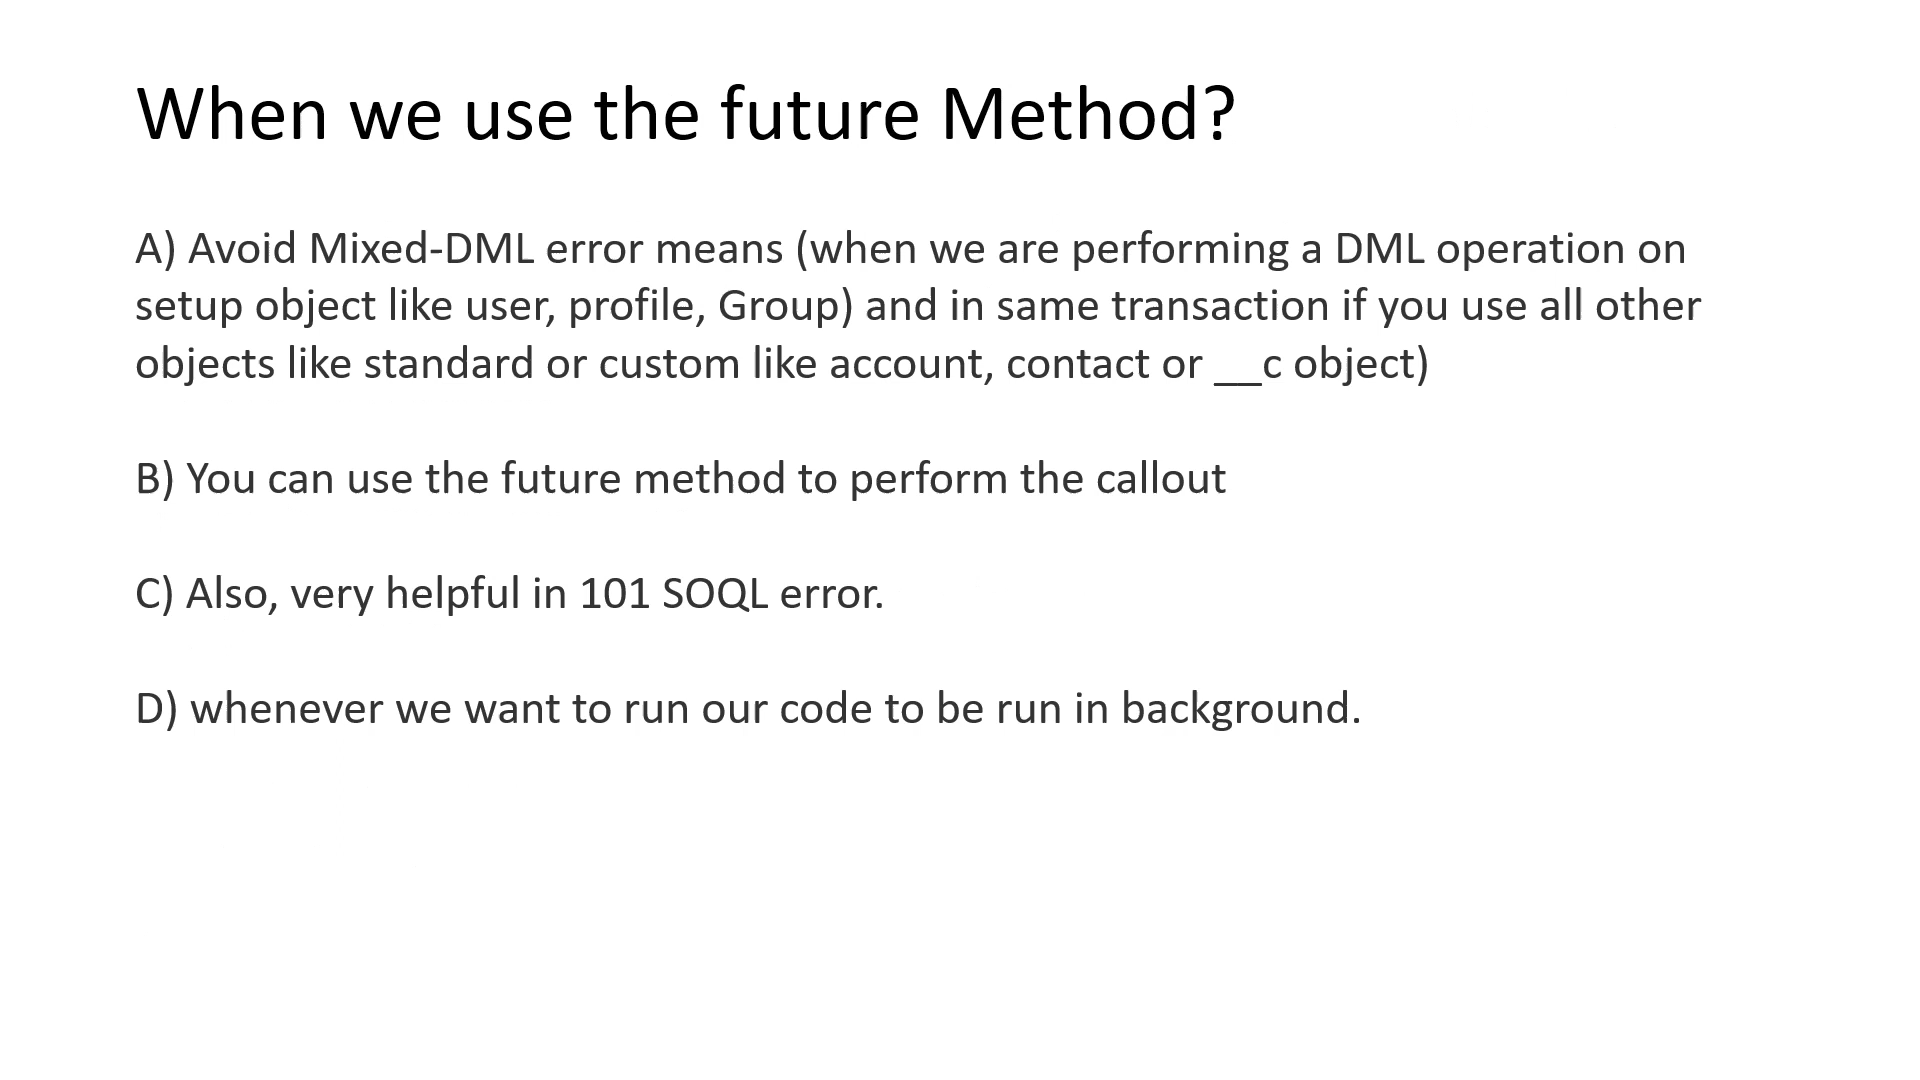 When we use the future Method?
A) Avoid Mixed-DML error means (when we are performing a DML operation on
setup object like user, profile, Group) and in same transaction if you use all other
objects like standard or custom like account, contact or __c object)
B) You can use the future method to perform the callout
C) Also, very helpful in 101 SOQL error.
D) whenever we want to run our code to be run in background.